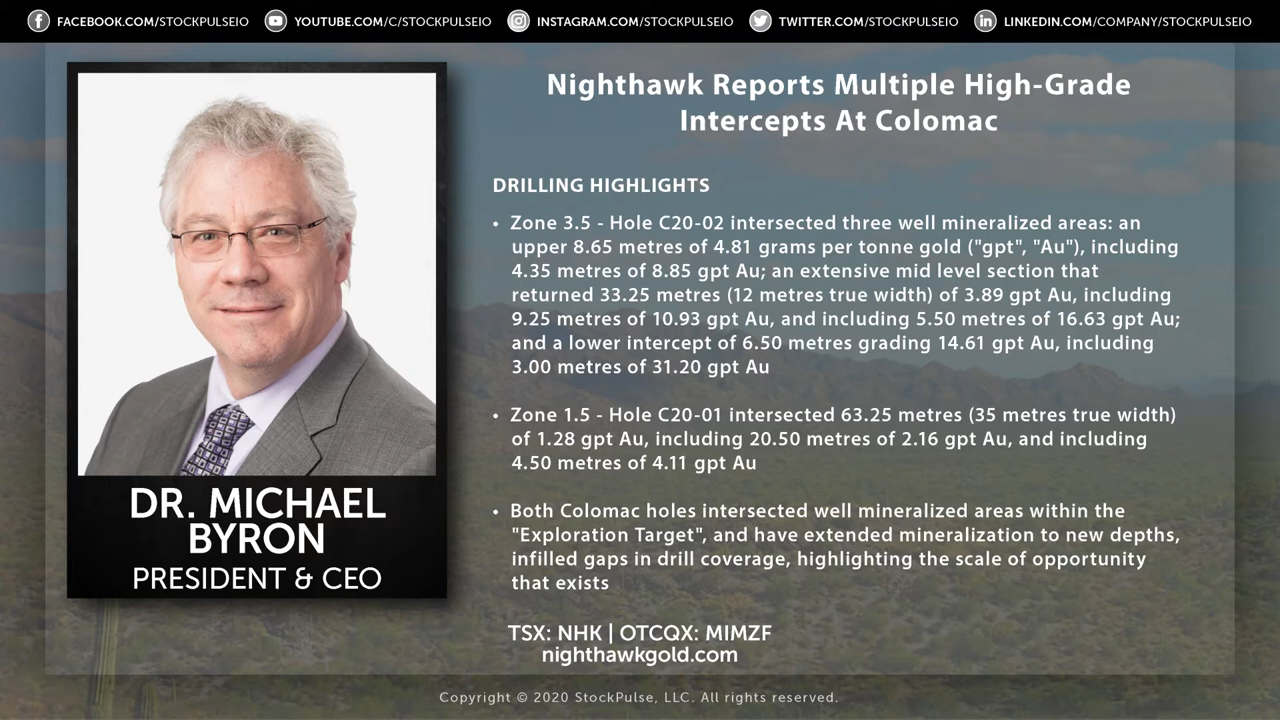 FACEBOOK.COM/STOCKPULSEIO YOUTUBE.COM/C/STOCKPULSEIO INSTAGRAM.COM/STOCKPULSEIO TWITTER.COM/STOCKPULSEIO LINKEDIN.COM/COMPANY/STOCKPULSEIO
DR. MICHAEL
BYRON
PRESIDENT & CEO
Nighthawk Reports Multiple High-Grade
Intercepts At Colomac
DRILLING HIGHLIGHTS
• Zone 3.5 - Hole C20-02 intersected three well mineralized areas: an
upper 8.65 metres of 4.81 grams per tonne gold ("gpt", "Au"), including
4.35 metres of 8.85 gpt Au; an extensive mid level section that
returned 33.25 metres (12 metres true width) of 3.89 gpt Au, including
9.25 metres of 10.93 gpt Au, and including 5.50 metres of 16.63 gpt Au;
and a lower intercept of 6.50 metres grading 14.61 gpt Au, including
3.00 metres of 31.20 gpt Au
• Zone 1.5 - Hole C20-01 intersected 63.25 metres (35 metres true width)
of 1.28 gpt Au, including 20.50 metres of 2.16 gpt Au, and including
4.50 metres of 4.11 gpt Au
• Both Colomac holes intersected well mineralized areas within the
"Exploration Target", and have extended mineralization to new depths,
infilled gaps in drill coverage, highlighting the scale of opportunity
that exists
TSX: NHK | OTCQX: MIMZF
nighthawkgold.com
Copyright © 2020 StockPulse, LLC. All rights reserved.